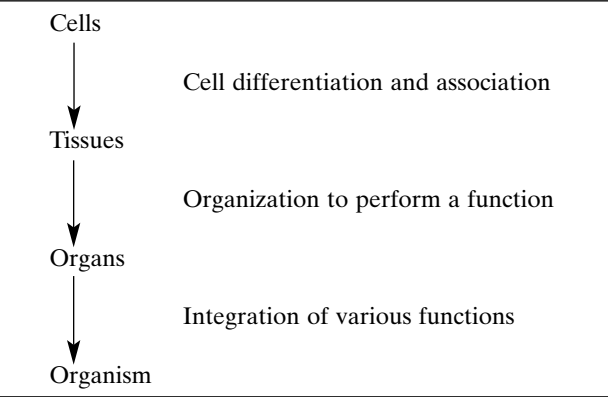 Cells
Cell differentiation and association
Tissues
Organization to perform a function
Organs
Integration of various functions
Organism